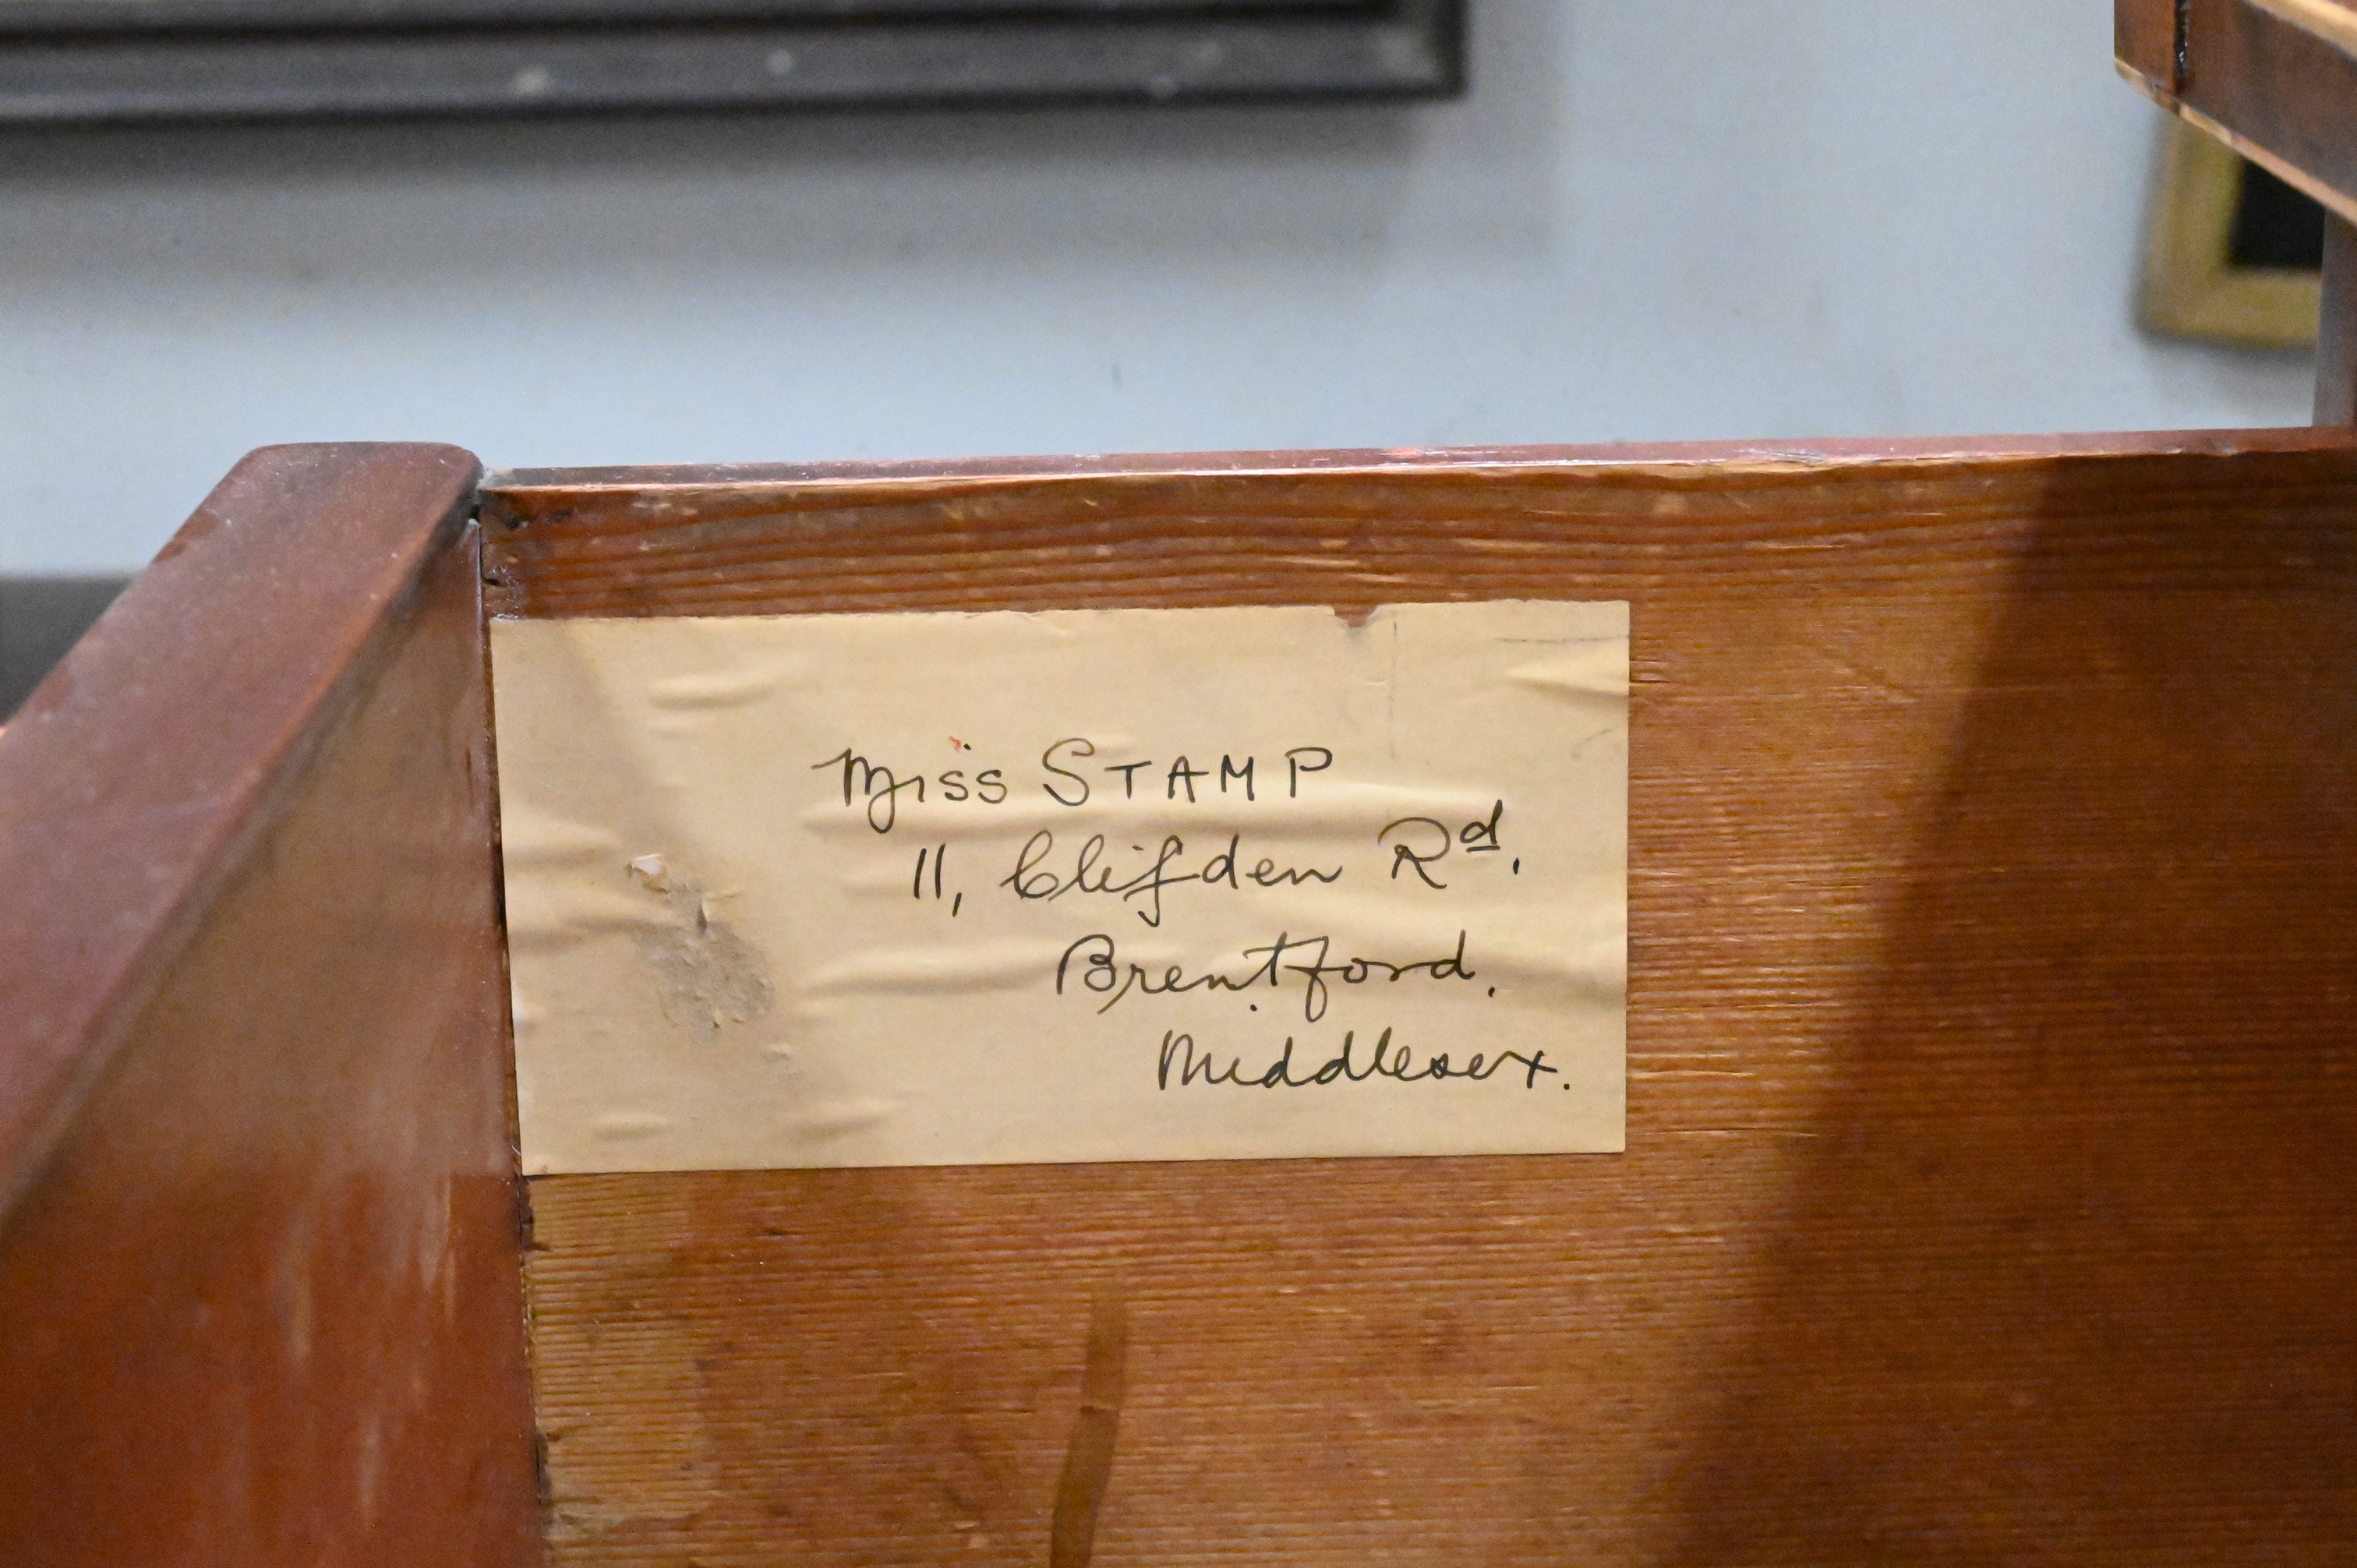 Miss STAMP
11, Clifden Rd.
Brentford.
Middlesex.